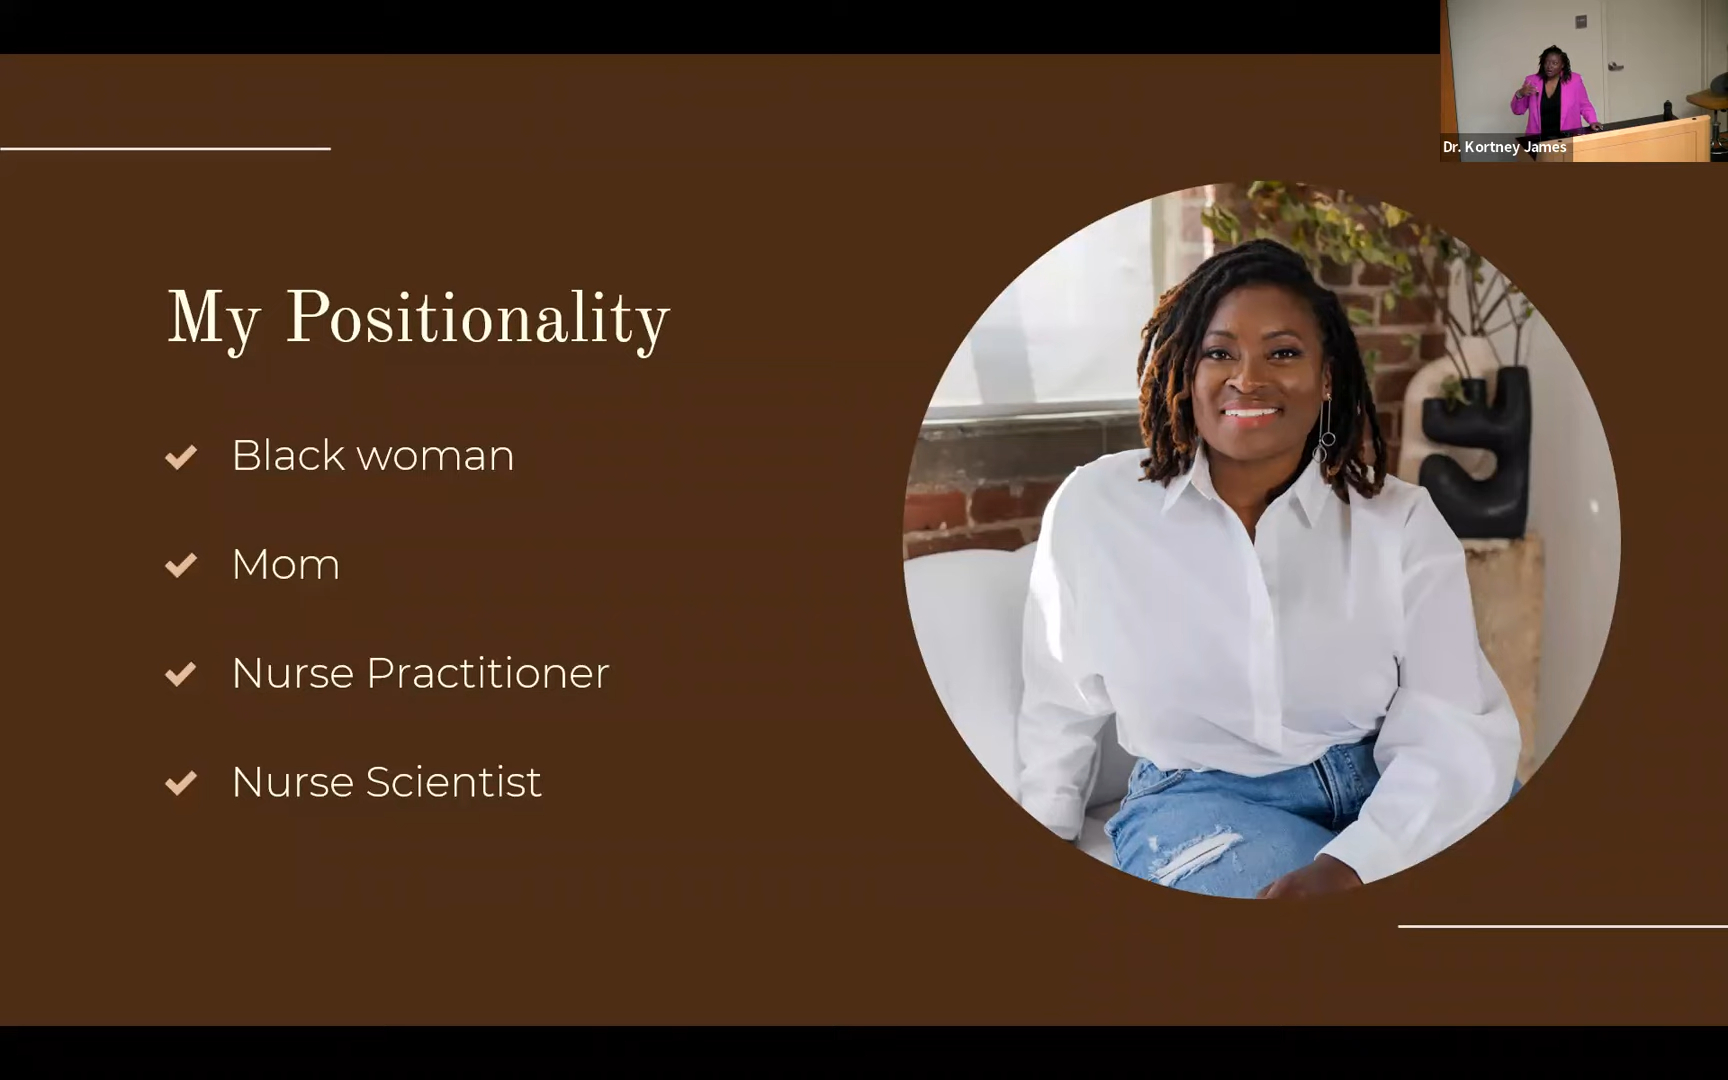 Dr. Kortney James
My Positionality
Black woman
Mom
Nurse Practitioner
Nurse Scientist